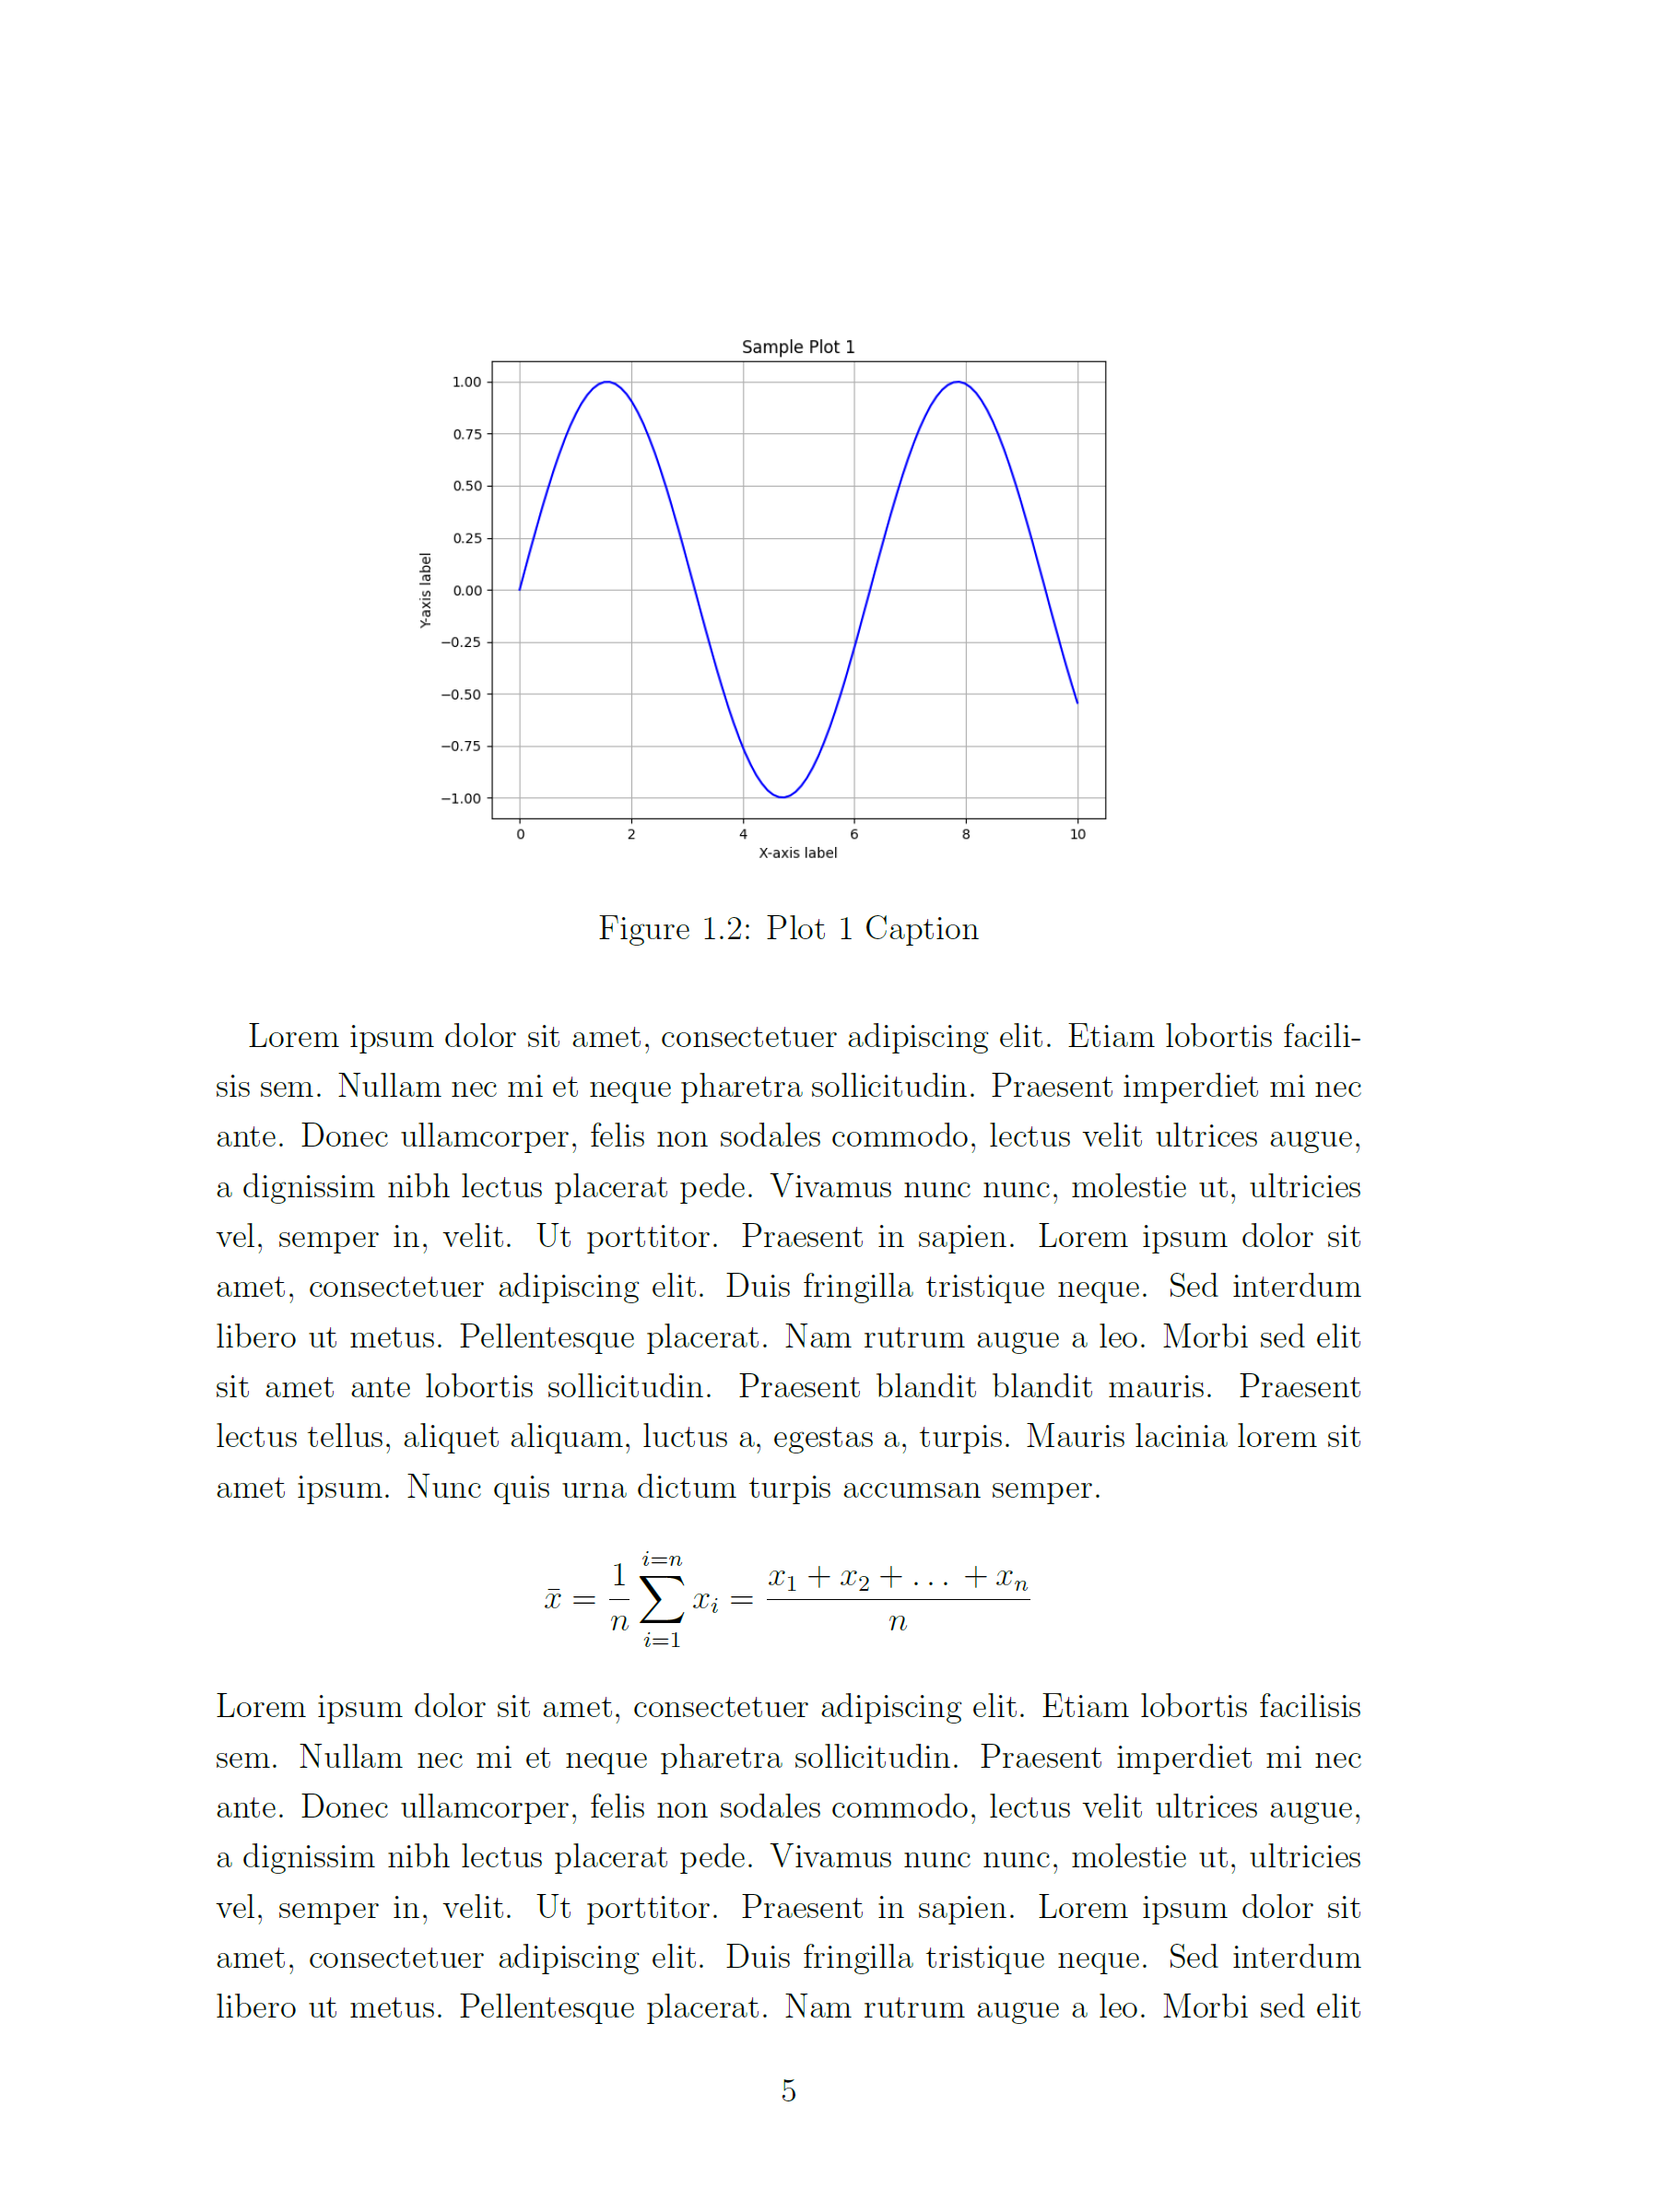 Sample Plot 1
1.00
0.75
0.50
0.25
0.00
−0.25
−0.50
−0.75
−1.00
Y-axis label
0 2 4 6 8 10
X-axis label
Figure 1.2: Plot 1 Caption
Lorem ipsum dolor sit amet, consectetuer adipiscing elit. Etiam lobortis facili-
sis sem. Nullam nec mi et neque pharetra sollicitudin. Praesent imperdiet mi nec
ante. Donec ullamcorper, felis non sodales commodo, lectus velit ultrices augue,
a dignissim nibh lectus placerat pede. Vivamus nunc nunc, molestie ut, ultricies
vel, semper in, velit. Ut porttitor. Praesent in sapien. Lorem ipsum dolor sit
amet, consectetuer adipiscing elit. Duis fringilla tristique neque. Sed interdum
libero ut metus. Pellentesque placerat. Nam rutrum augue a leo. Morbi sed elit
sit amet ante lobortis sollicitudin. Praesent blandit blandit mauris. Praesent
lectus tellus, aliquet aliquam, luctus a, egestas a, turpis. Mauris lacinia lorem sit
amet ipsum. Nunc quis urna dictum turpis accumsan semper.
x̄ = 1/n ∑_{i=1}^{i=n} x_i = (x_1 + x_2 + … + x_n)/n
Lorem ipsum dolor sit amet, consectetuer adipiscing elit. Etiam lobortis facilisis
sem. Nullam nec mi et neque pharetra sollicitudin. Praesent imperdiet mi nec
ante. Donec ullamcorper, felis non sodales commodo, lectus velit ultrices augue,
a dignissim nibh lectus placerat pede. Vivamus nunc nunc, molestie ut, ultricies
vel, semper in, velit. Ut porttitor. Praesent in sapien. Lorem ipsum dolor sit
amet, consectetuer adipiscing elit. Duis fringilla tristique neque. Sed interdum
libero ut metus. Pellentesque placerat. Nam rutrum augue a leo. Morbi sed elit
5